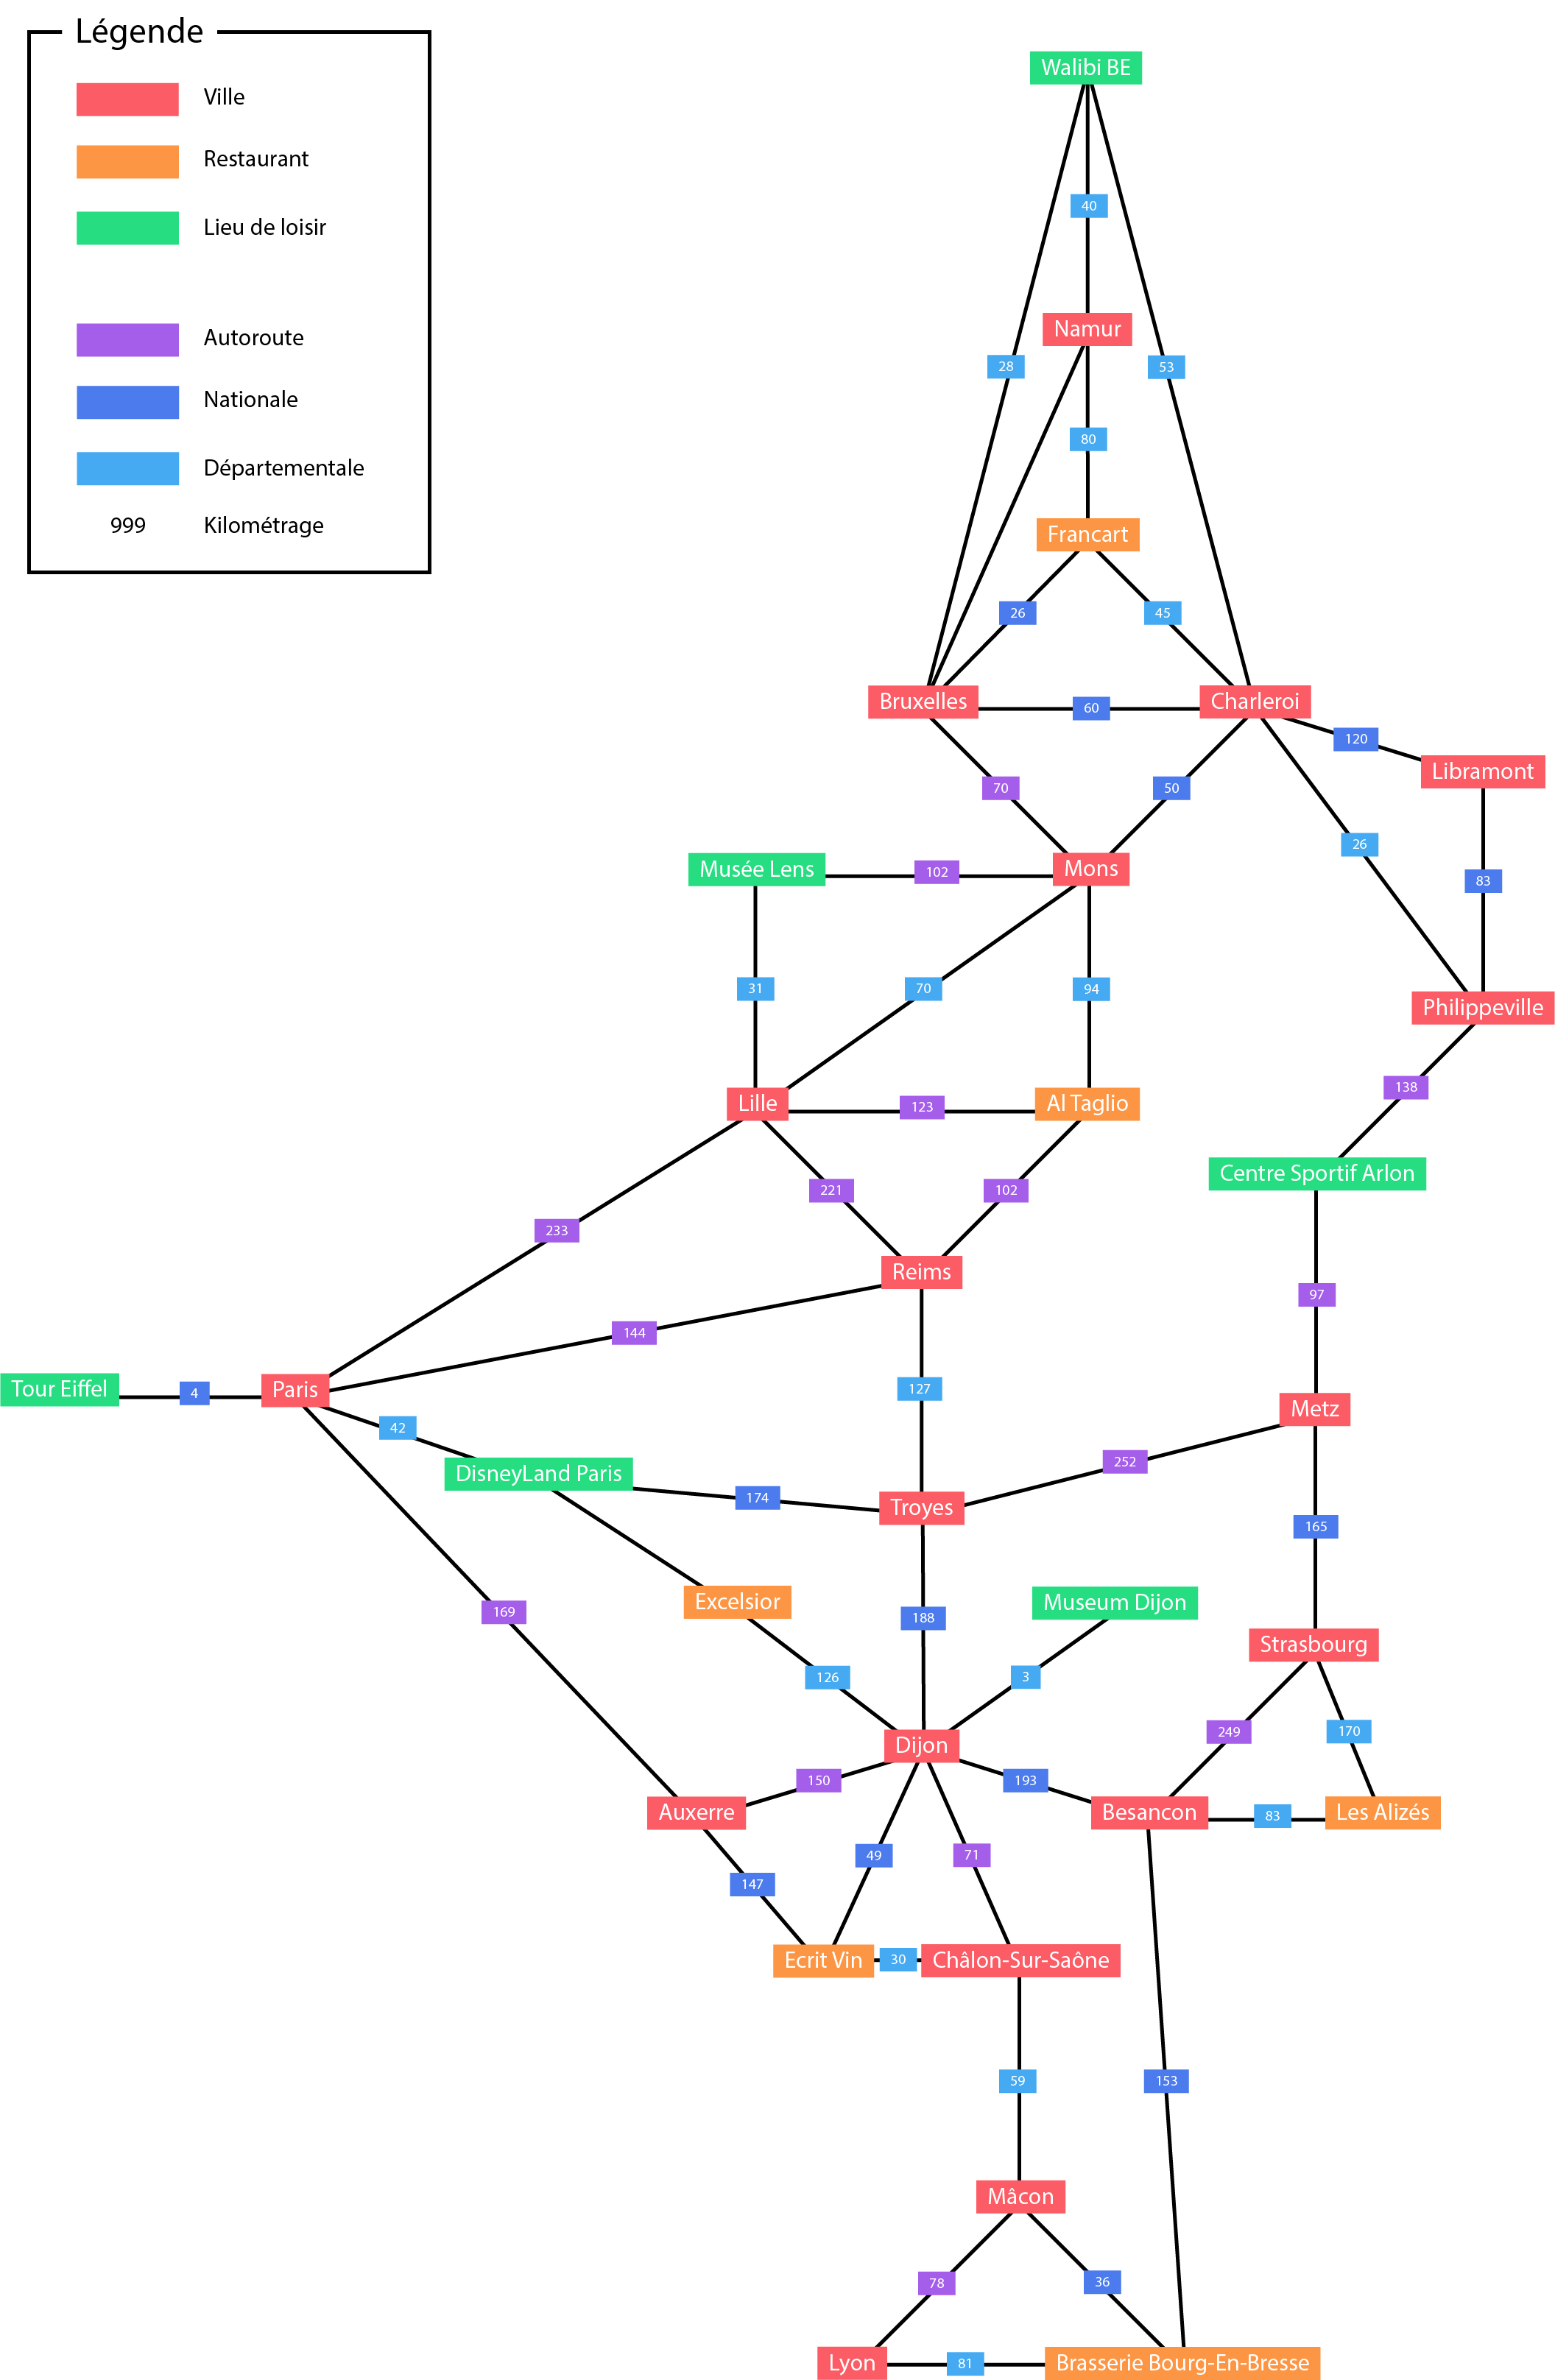 Légende
Ville
Restaurant
Lieu de loisir
Autoroute
Nationale
Départementale
999 Kilométrage
Walibi BE
40
Namur
28
53
80
Francart
26
45
Bruxelles
60
Charleroi
120
Libramont
70
50
26
Musée Lens
102
Mons
83
31
70
94
Philippeville
138
Lille
123
Al Taglio
Centre Sportif Arlon
221
102
233
Reims
97
144
Tour Eiffel
4
Paris
127
Metz
42
252
DisneyLand Paris
174
Troyes
165
Excelsior
Museum Dijon
169
188
Strasbourg
126
3
249
170
Dijon
150
193
Auxerre
Besancon
83
Les Alizés
49
71
147
Ecrit Vin
30
Châlon-Sur-Saône
59
153
Mâcon
78
36
Lyon
81
Brasserie Bourg-En-Bresse